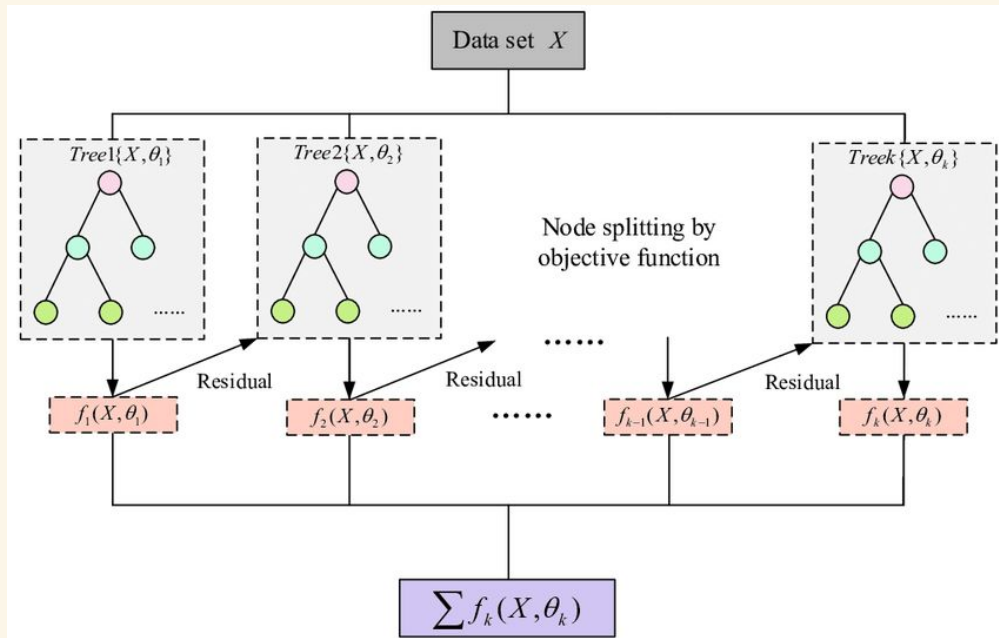 Data set X
Tree1{X,θ₁}
Tree2{X,θ₂}
Treek{X,θₖ}
Node splitting by
objective function
......
......
......
......
Residual
Residual
Residual
f₁(X,θ₁)
f₂(X,θ₂)
......
fₖ₋₁(X,θₖ₋₁)
fₖ(X,θₖ)
∑fₖ(X,θₖ)